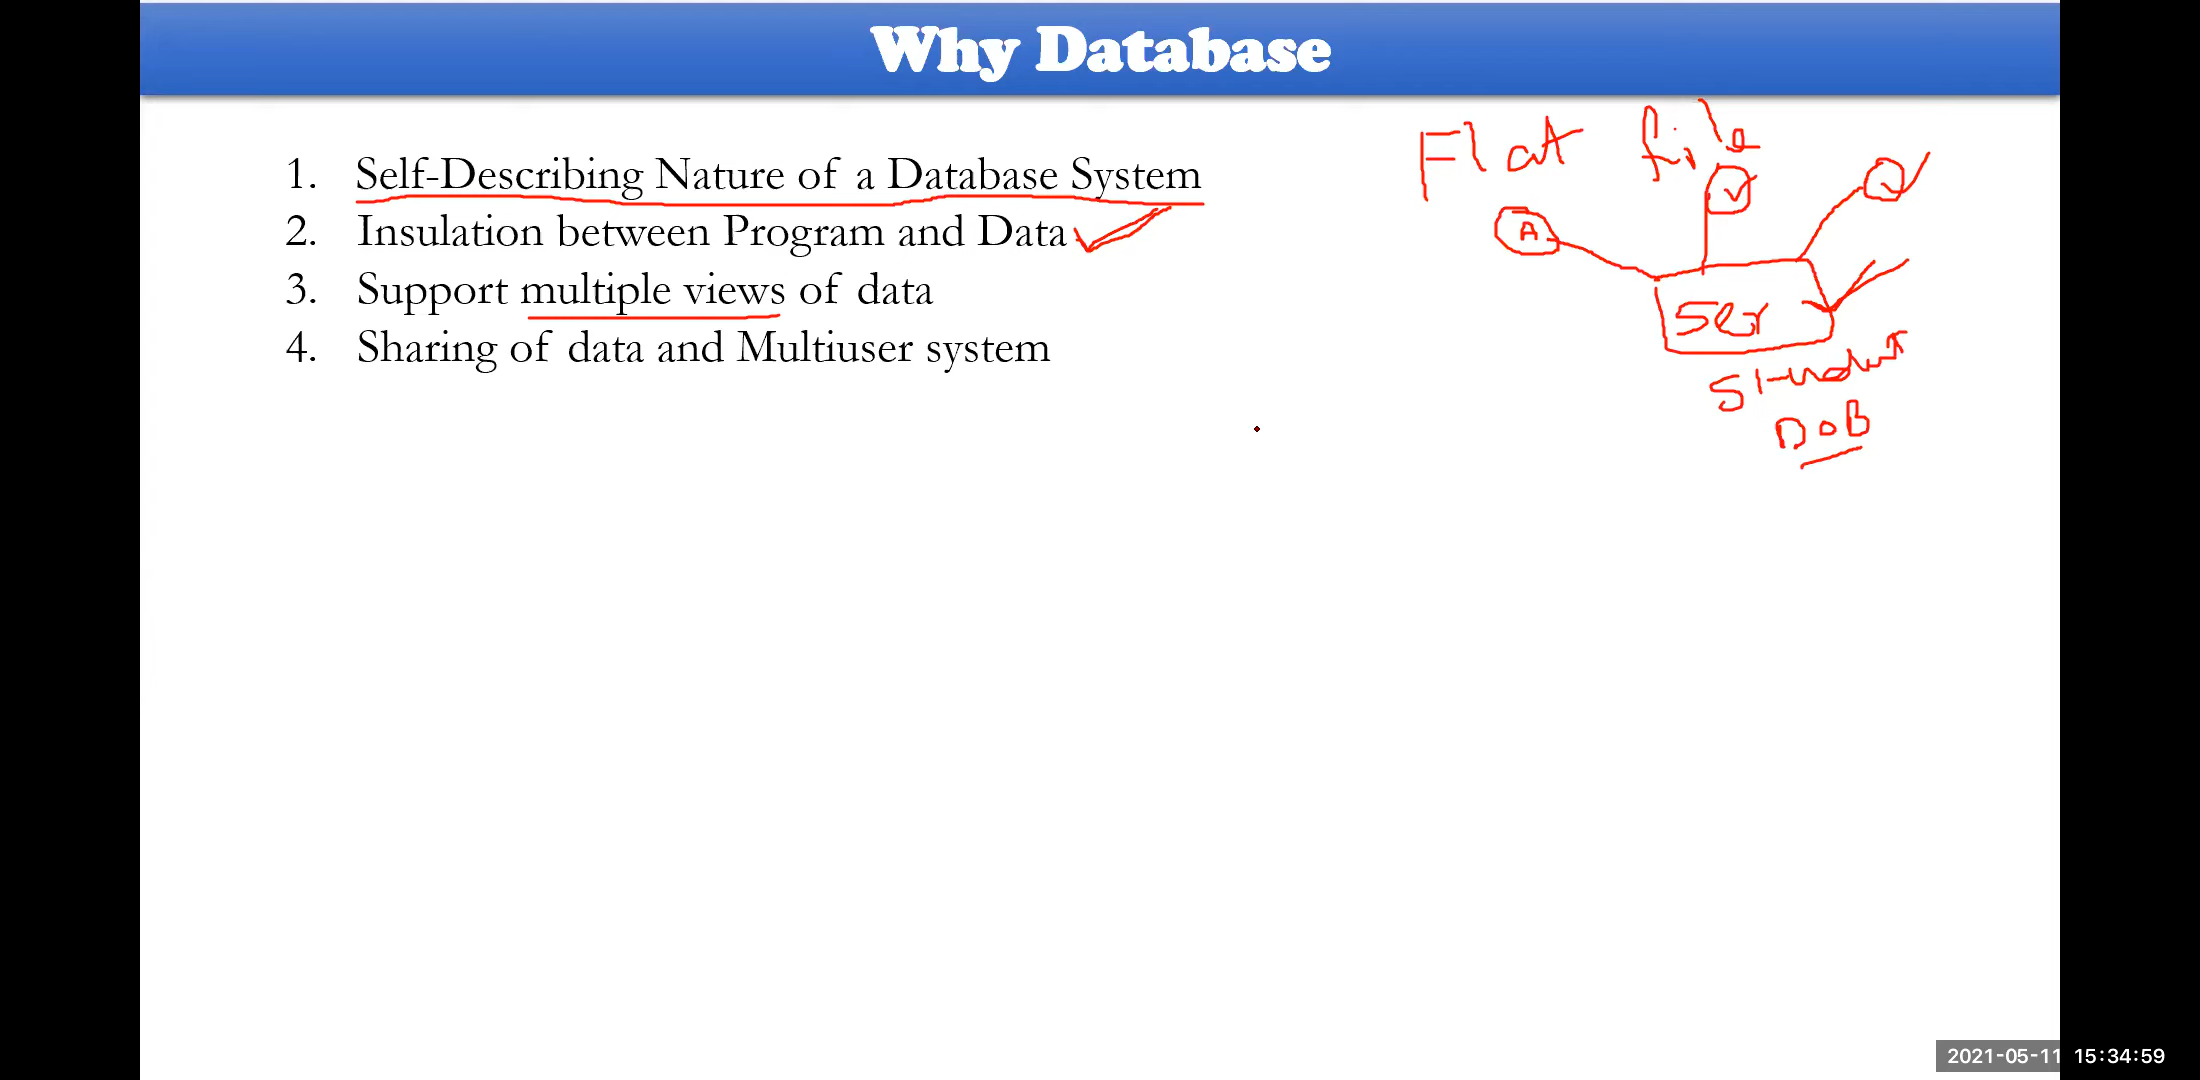 Why Database
1. Self-Describing Nature of a Database System
2. Insulation between Program and Data
3. Support multiple views of data
4. Sharing of data and Multiuser system
Flat file
A
Ser
Student
DOB
2021-05-11 15:34:59